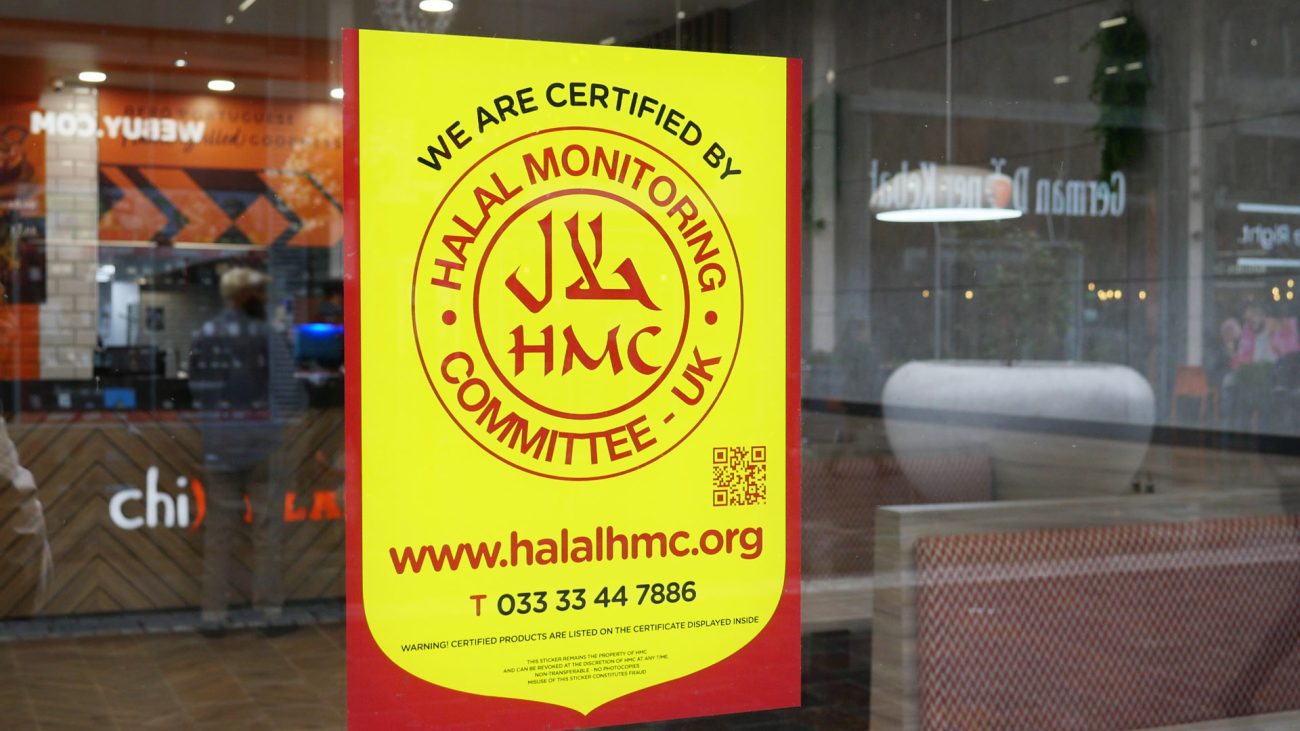 WE ARE CERTIFIED BY
HALAL MONITORING
حلال
HMC
COMMITTEE - UK
www.halalhmc.org
T 033 33 44 7886
WARNING! CERTIFIED PRODUCTS ARE LISTED ON THE CERTIFICATE DISPLAYED INSIDE
THIS STICKER REMAINS THE PROPERTY OF HMC
AND CAN BE REVOKED AT THE DISCRETION OF HMC AT ANY TIME.
NON-TRANSFERABLE - NO PHOTOCOPIES
MISUSE OF THIS STICKER CONSTITUTES FRAUD
WEBUY.COM
German Doner Kebab
Right.
chi